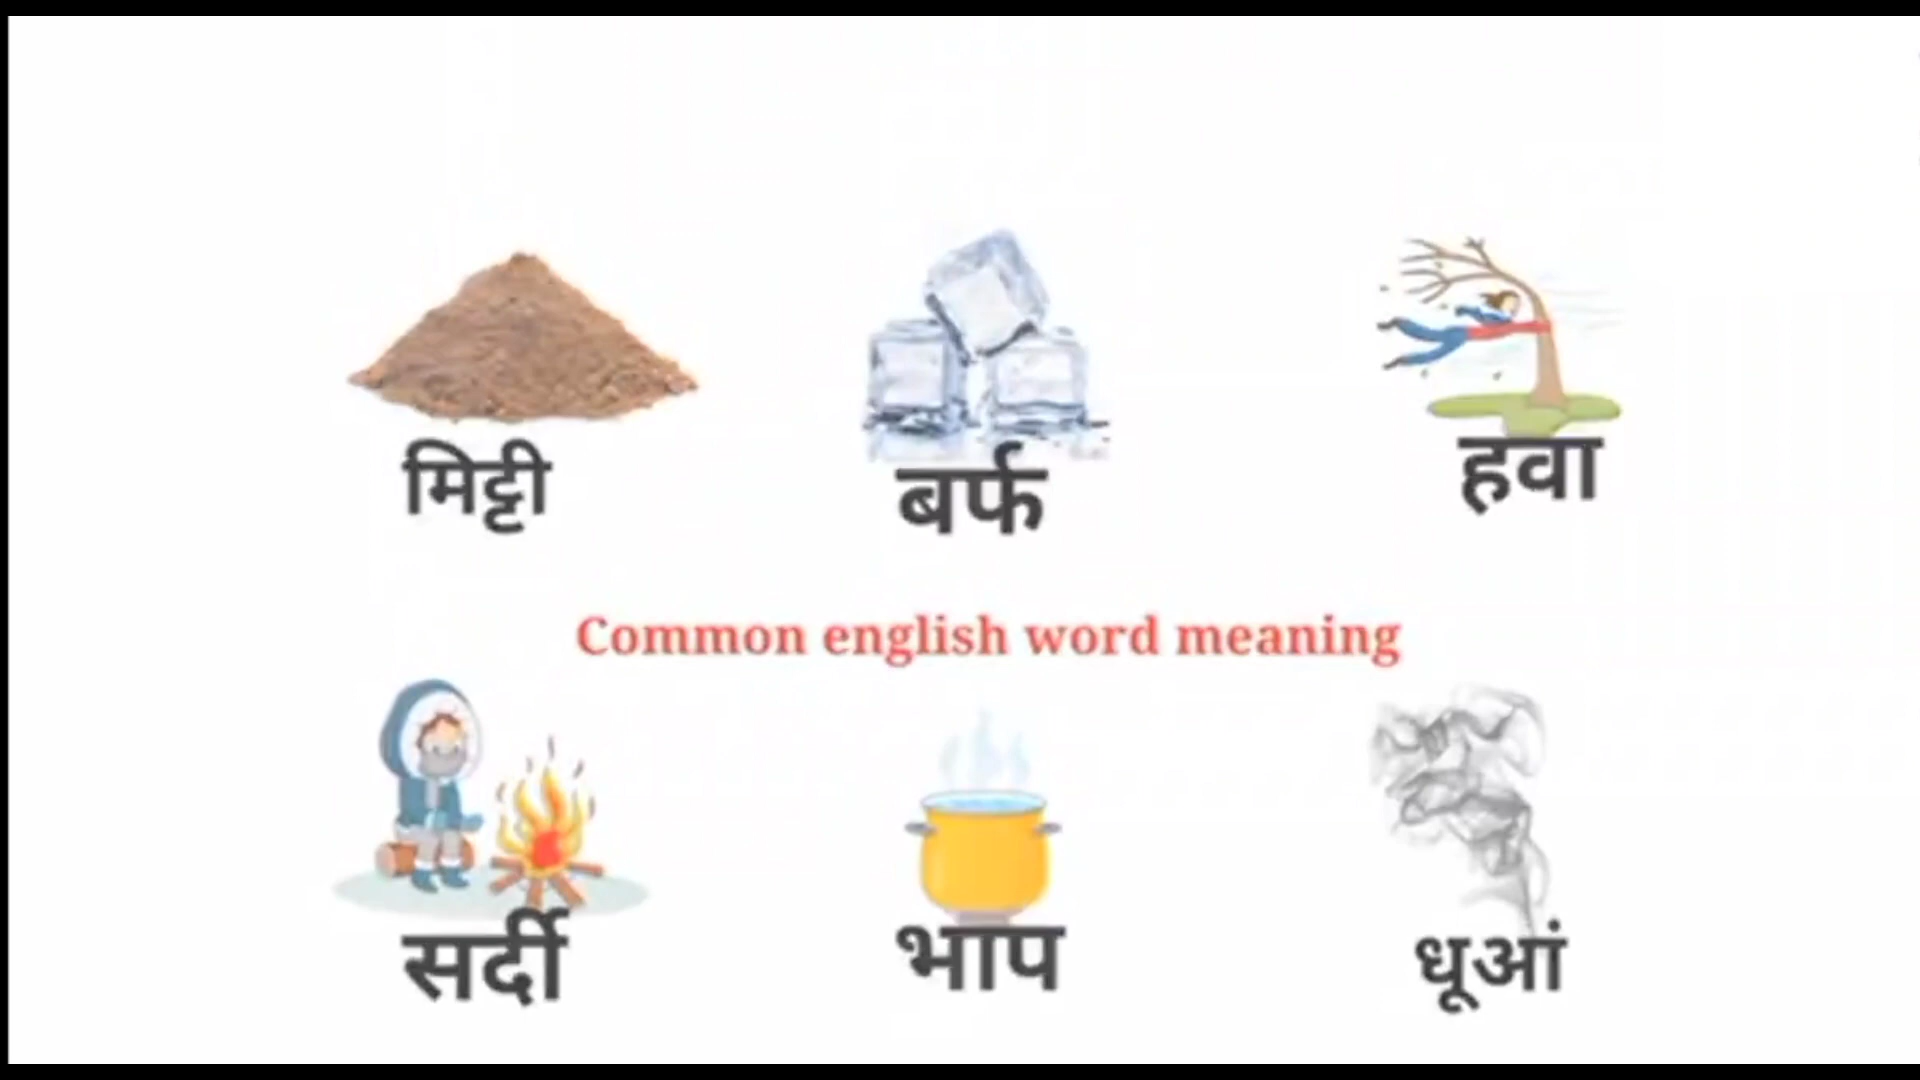 मिट्टी
बर्फ
हवा
Common english word meaning
सर्दी
भाप
धूआं